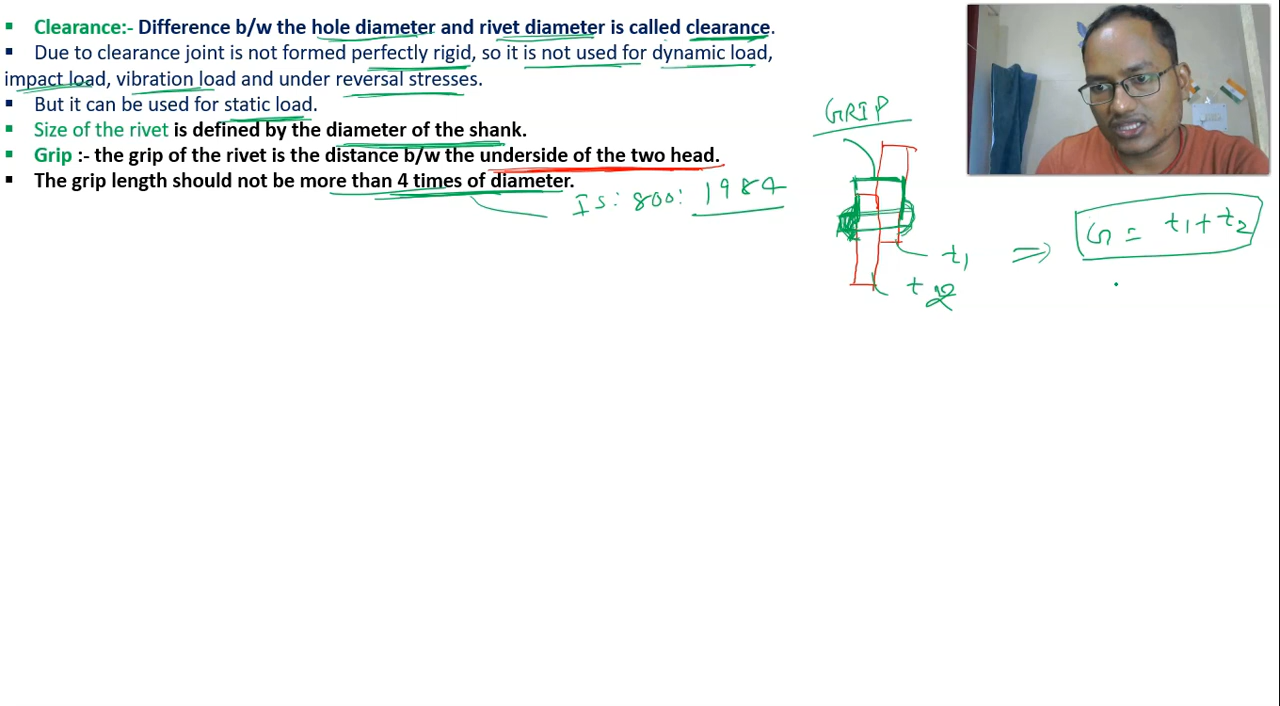 ▪ Clearance:- Difference b/w the hole diameter and rivet diameter is called clearance.
▪ Due to clearance joint is not formed perfectly rigid, so it is not used for dynamic load,
impact load, vibration load and under reversal stresses.
▪ But it can be used for static load.
▪ Size of the rivet is defined by the diameter of the shank.
▪ Grip :- the grip of the rivet is the distance b/w the underside of the two head.
▪ The grip length should not be more than 4 times of diameter.
IS: 800: 1984
GRIP
t1
t2
⇒ G = t1 + t2